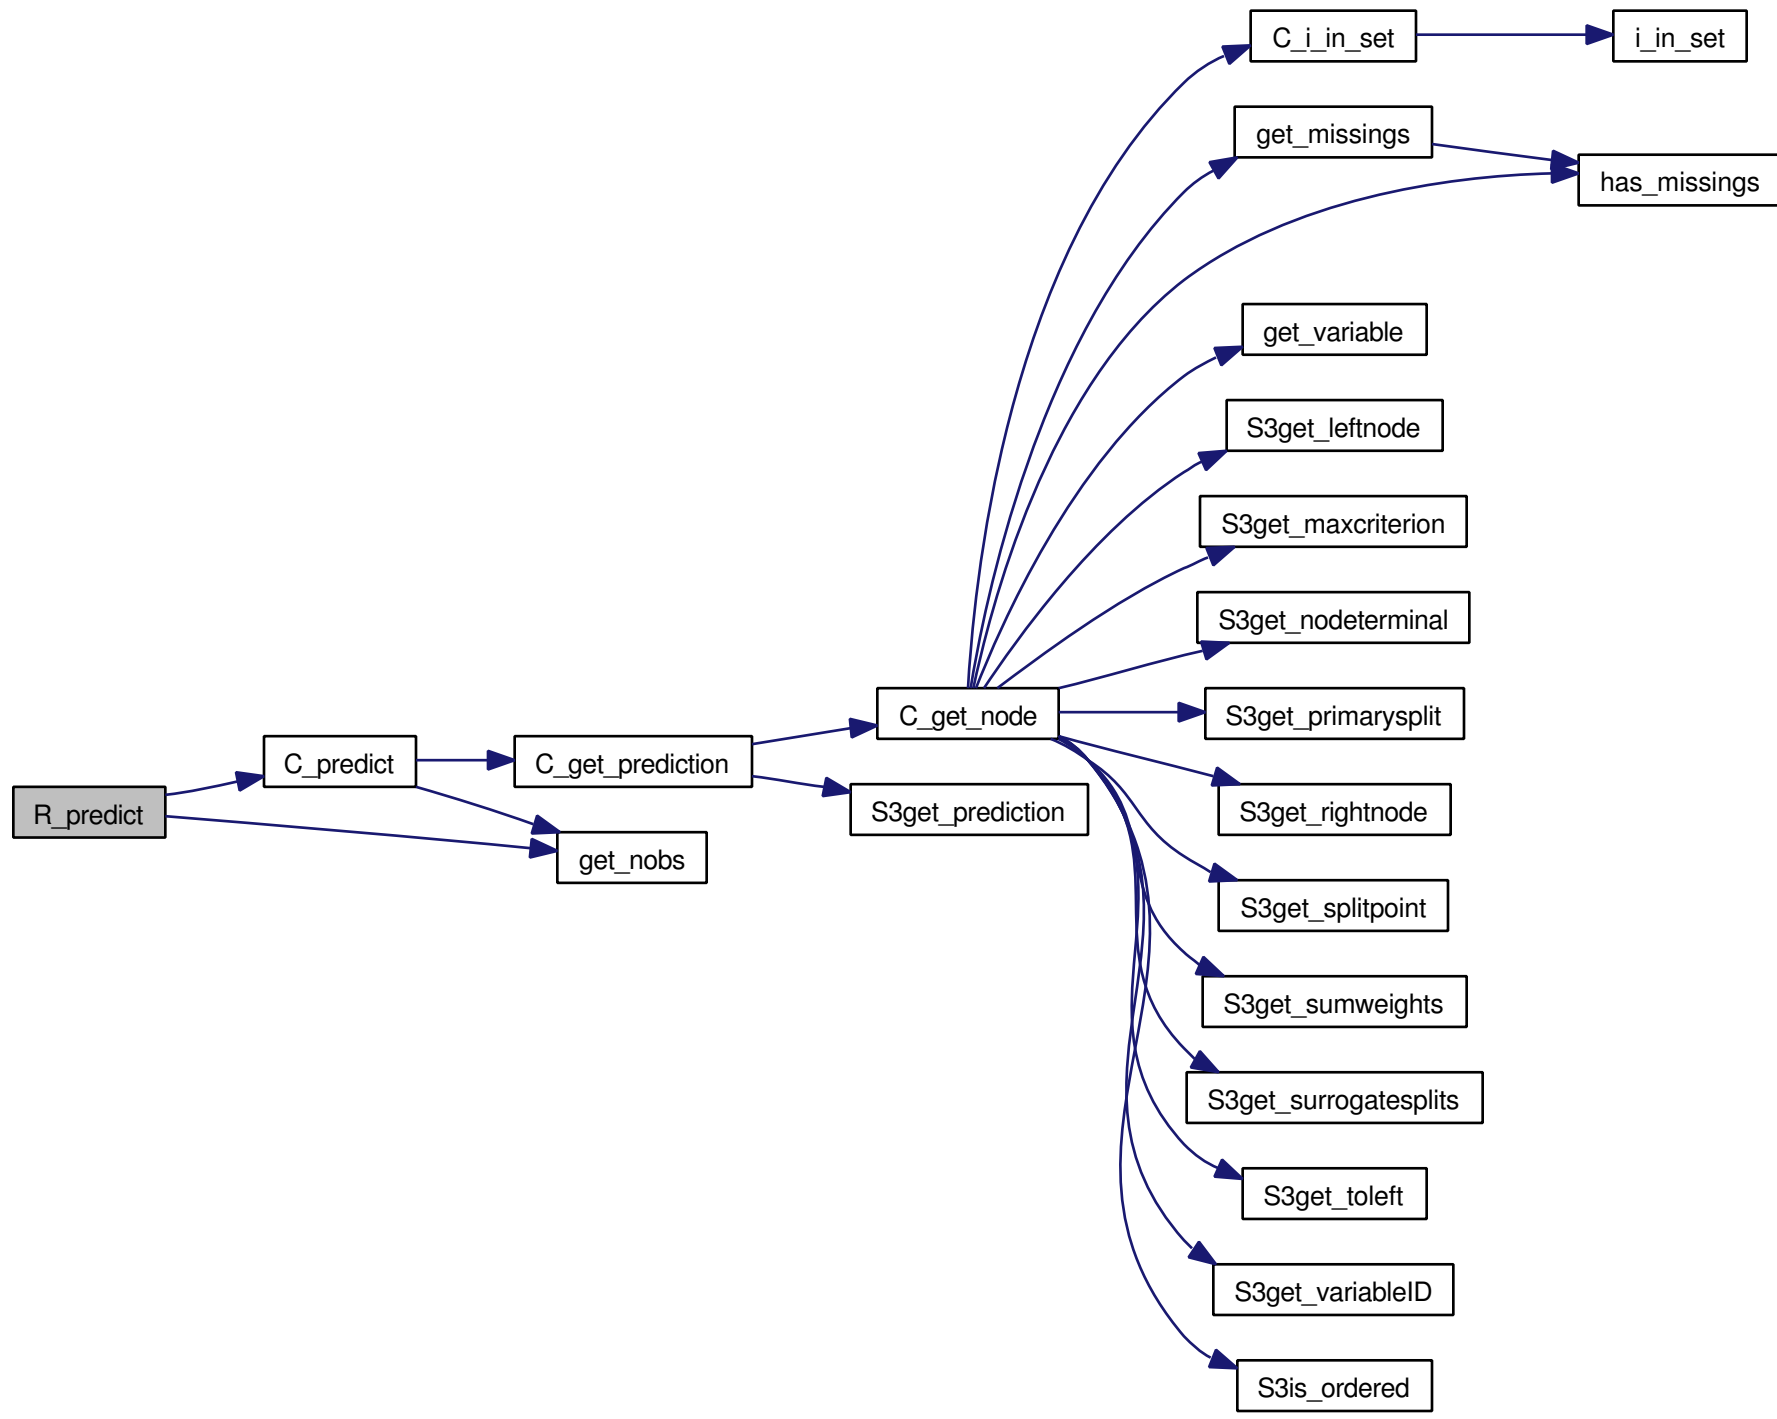 C_i_in_set
i_in_set
get_missings
has_missings
get_variable
S3get_leftnode
S3get_maxcriterion
S3get_nodeterminal
C_get_node
S3get_primarysplit
C_predict
C_get_prediction
R_predict
S3get_prediction
S3get_rightnode
get_nobs
S3get_splitpoint
S3get_sumweights
S3get_surrogatesplits
S3get_toleft
S3get_variableID
S3is_ordered